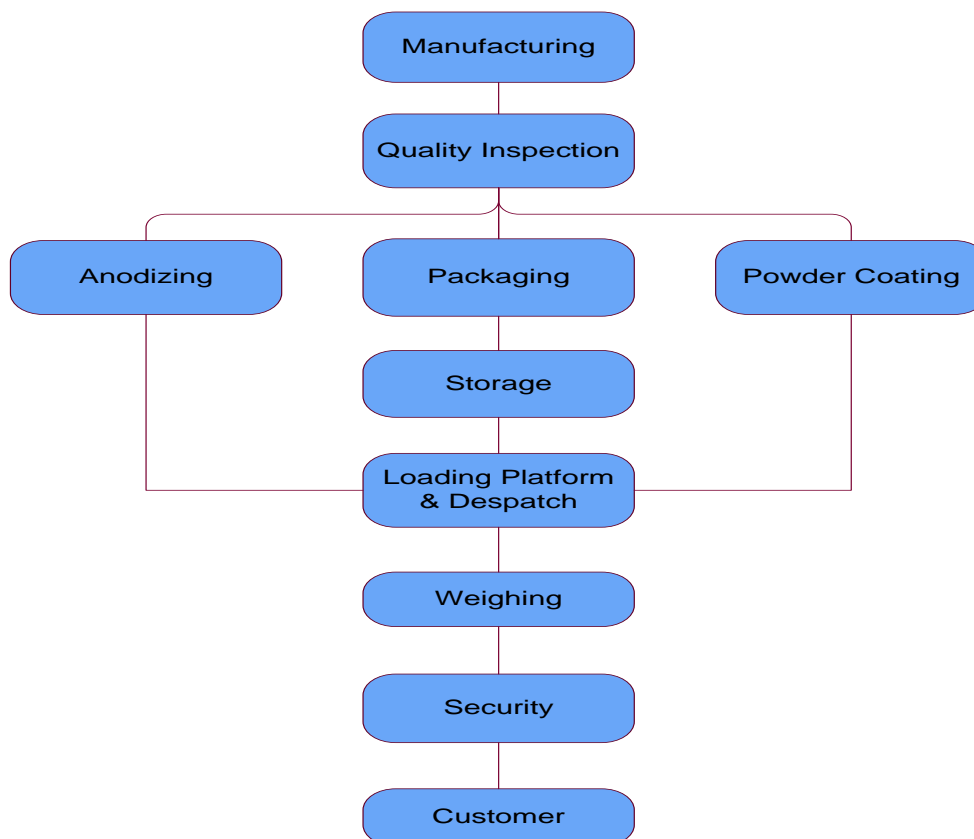 Manufacturing
Quality Inspection
Anodizing
Packaging
Powder Coating
Storage
Loading Platform
& Despatch
Weighing
Security
Customer